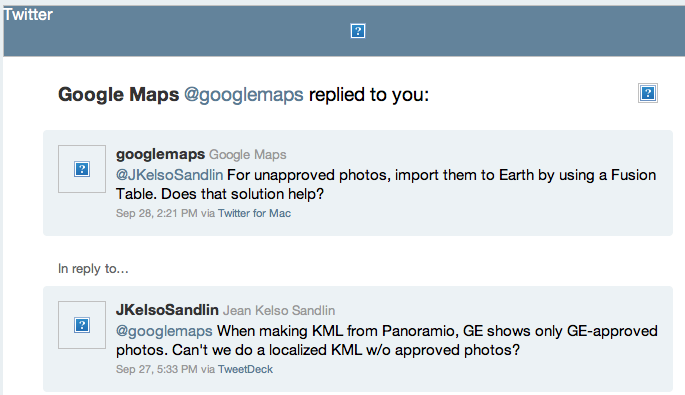 Twitter
Google Maps @googlemaps replied to you:
googlemaps Google Maps
@JKelsoSandlin For unapproved photos, import them to Earth by using a Fusion
Table. Does that solution help?
Sep 28, 2:21 PM via Twitter for Mac
In reply to...
JKelsoSandlin Jean Kelso Sandlin
@googlemaps When making KML from Panoramio, GE shows only GE-approved
photos. Can't we do a localized KML w/o approved photos?
Sep 27, 5:33 PM via TweetDeck